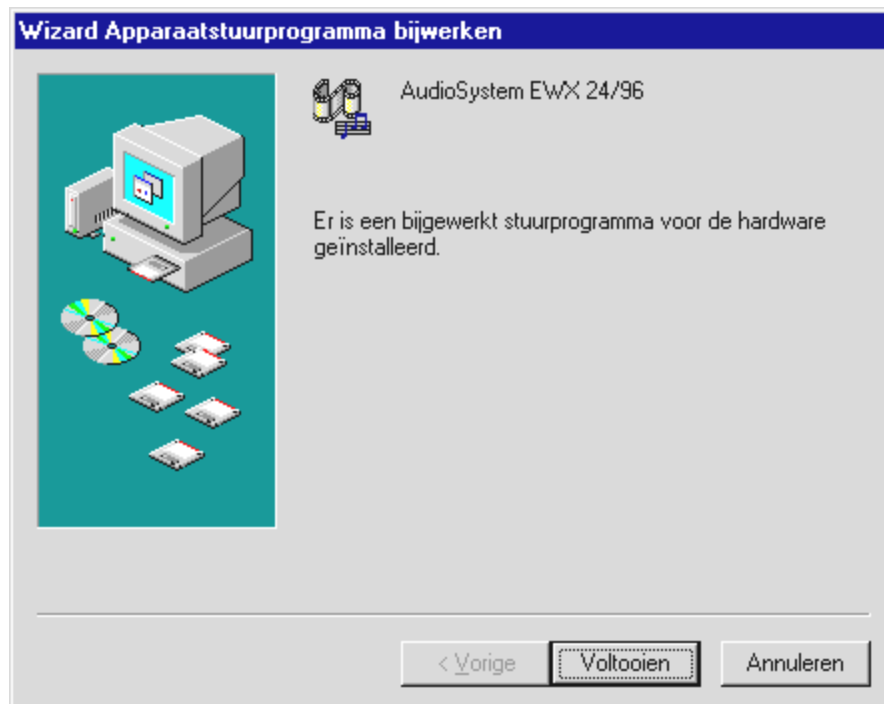 Wizard Apparaatstuurprogramma bijwerken
AudioSystem EWX 24/96
Er is een bijgewerkt stuurprogramma voor de hardware
geïnstalleerd.
< Vorige
Voltooien
Annuleren